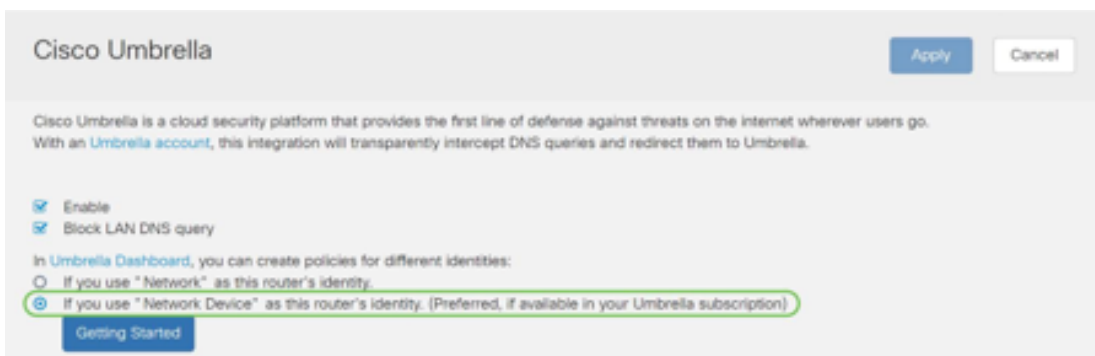 Cisco Umbrella
Apply
Cancel
Cisco Umbrella is a cloud security platform that provides the first line of defense against threats on the internet wherever users go.
With an Umbrella account, this integration will transparently intercept DNS queries and redirect them to Umbrella.
Enable
Block LAN DNS query
In Umbrella Dashboard, you can create policies for different identities:
If you use "Network" as this router's identity.
If you use "Network Device" as this router's identity. (Preferred, if available in your Umbrella subscription)
Getting Started